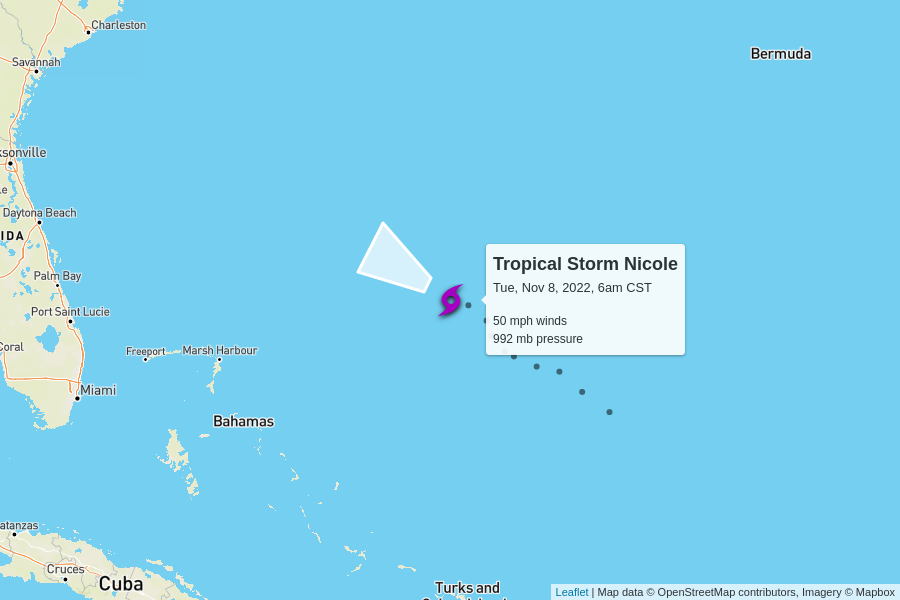 Charleston
Bermuda
Savannah
ksonville
le
Daytona Beach
IDA
Tropical Storm Nicole
Palm Bay
Tue, Nov 8, 2022, 6am CST
Port Saint Lucie
50 mph winds
992 mb pressure
Coral
Freeport
Marsh Harbour
Miami
Bahamas
atanzas
Cruces
Cuba
Turks and
Leaflet | Map data © OpenStreetMap contributors, Imagery © Mapbox